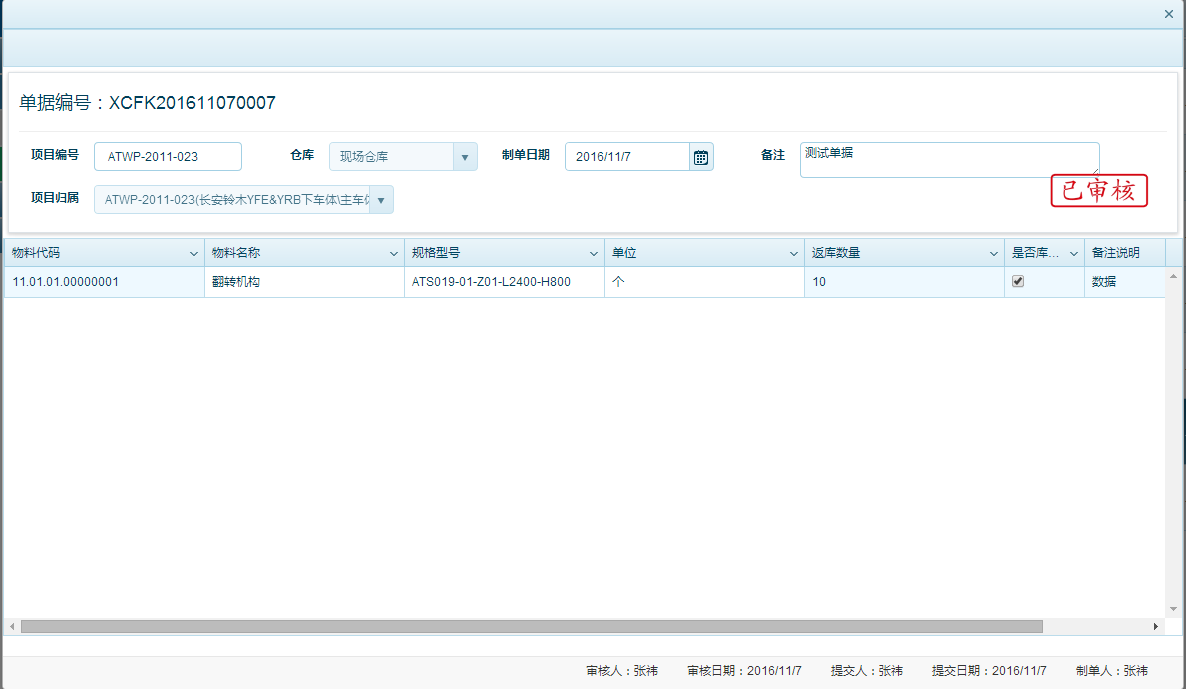 单据编号：XCFK201611070007
项目编号 ATWP-2011-023 仓库 现场仓库 制单日期 2016/11/7 备注 测试单据
已审核
项目归属 ATWP-2011-023(长安铃木YFE&YRB下车体\主车
物料代码 物料名称 规格型号 单位 返库数量 是否库... 备注说明
11.01.01.00000001 翻转机构 ATS019-01-Z01-L2400-H800 个 10 数据
审核人：张祎 审核日期：2016/11/7 提交人：张祎 提交日期：2016/11/7 制单人：张祎